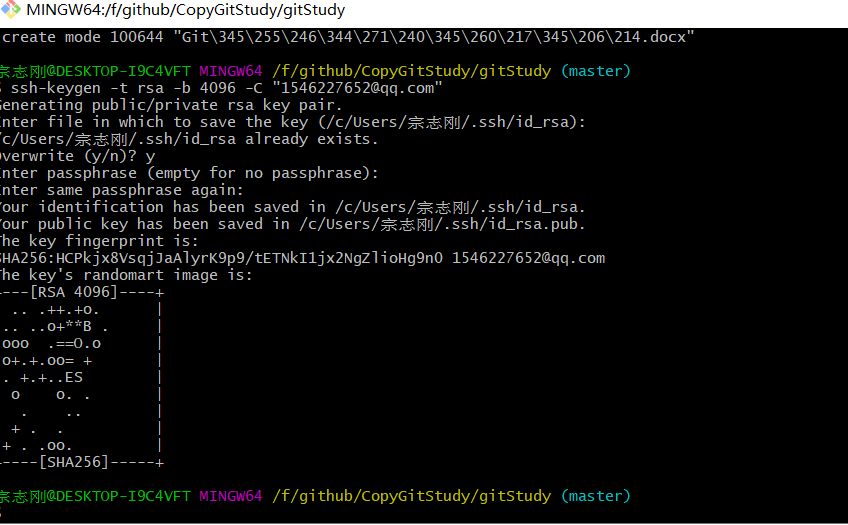 MINGW64:/f/github/CopyGitStudy/gitStudy
create mode 100644 "Git\345\255\246\344\271\240\345\260\217\345\206\214.docx"
宗志刚@DESKTOP-I9C4VFT MINGW64 /f/github/CopyGitStudy/gitStudy (master)
$ ssh-keygen -t rsa -b 4096 -C "1546227652@qq.com"
Generating public/private rsa key pair.
Enter file in which to save the key (/c/Users/宗志刚/.ssh/id_rsa):
/c/Users/宗志刚/.ssh/id_rsa already exists.
Overwrite (y/n)? y
Enter passphrase (empty for no passphrase):
Enter same passphrase again:
Your identification has been saved in /c/Users/宗志刚/.ssh/id_rsa.
Your public key has been saved in /c/Users/宗志刚/.ssh/id_rsa.pub.
The key fingerprint is:
SHA256:HCPkjx8VsqjJaAlyrK9p9/tETNkI1jx2NgZlioHg9n0 1546227652@qq.com
The key's randomart image is:
+---[RSA 4096]----+
 .. .++.+o.       |
.. ..o+**B .      |
ooo  .==O.o       |
o+.+.oo= +        |
. +.+..ES         |
 o    o. .        |
  .    ..         |
 + .  .           |
+ . .oo.          |
+----[SHA256]-----+
宗志刚@DESKTOP-I9C4VFT MINGW64 /f/github/CopyGitStudy/gitStudy (master)
$